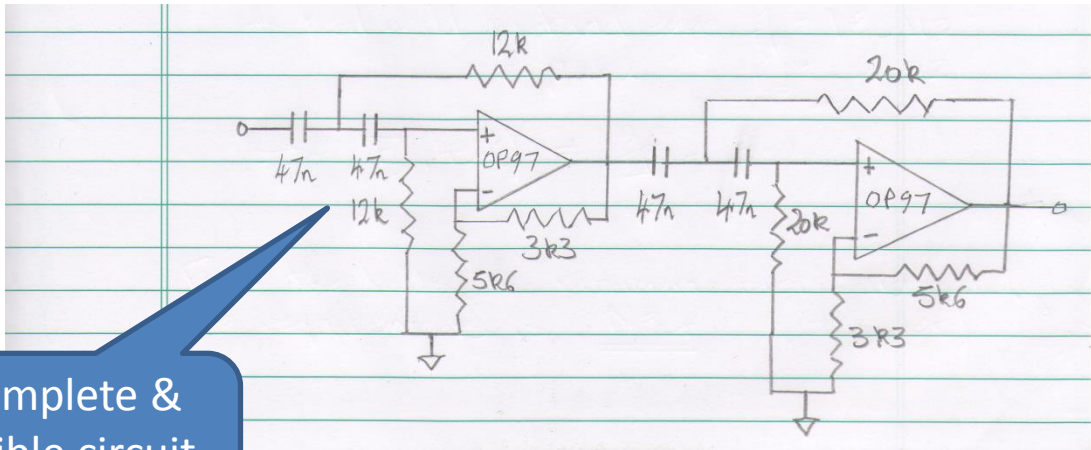 12k
20k
47n
47n
+
OP97
-
12k
3k3
5k6
47n
47n
+
OP97
-
20k
5k6
3k3
mplete &
ible circuit